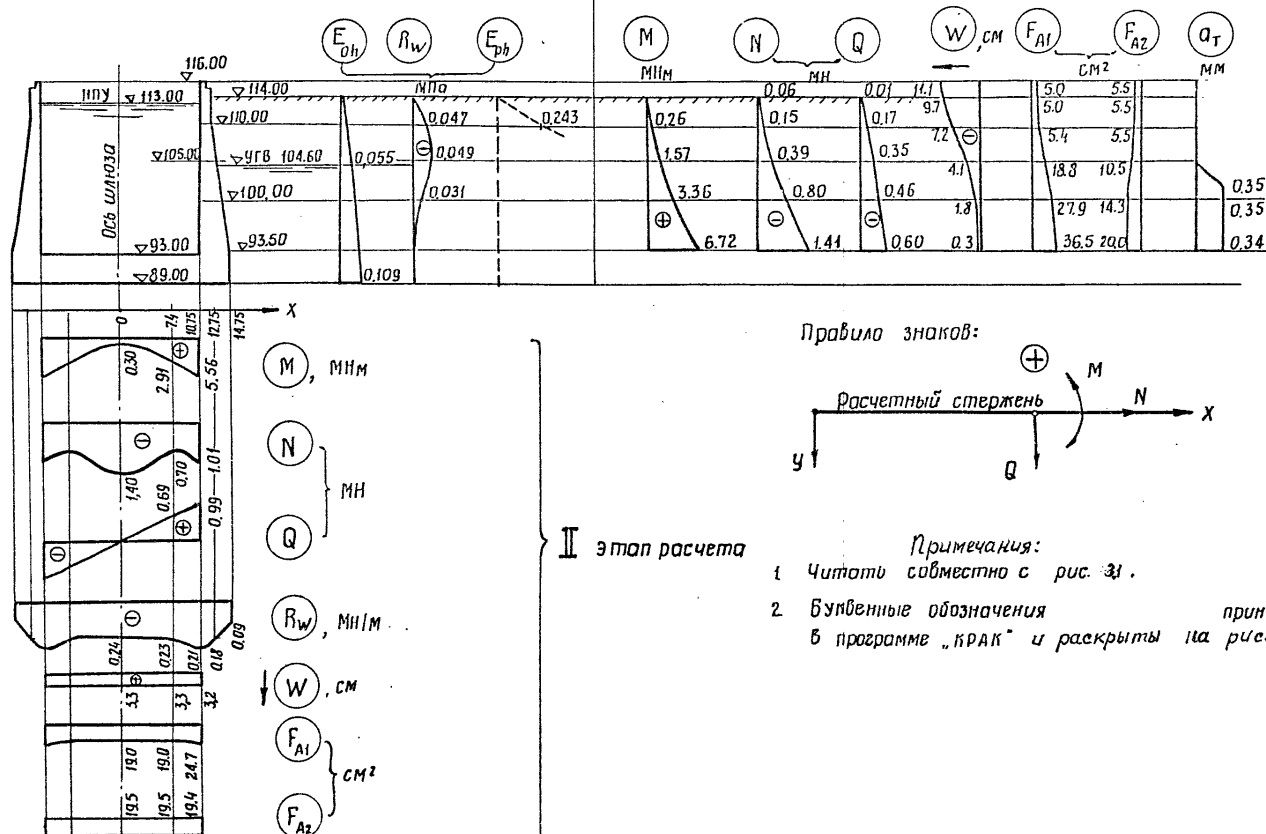 E0h Rw Eph M N Q W, см FA1 FA2 aT
МПа МНм МН см² мм
116.00
НПУ 113.00 114.00 0.06 0.01 11.1 5.0 5.5
9.7 5.0 5.5
110.00 0.047 0.243 0.26 0.15 0.17 7.2 5.4 5.5
105.00 УГВ 104.60 0,055 0.049 1.57 0.39 0.35 4.1 18.8 10.5
0.35
100,00 0.031 3.36 0.80 0.46 1.8 27.9 14.3 0.35
93.00 93.50 6.72 1.41 0.60 0.3 36.5 20.0 0.34
89.00 0.109
Ось шлюза
0 7.4 10.75 12.75 14.75 X
0.30 2.91 5.56 M, МНм
1,40 0.69 0,70 1.01 N
МН
0.99 Q
0,24 0.23 0.21 0.18 0.09 Rw, МН/м
3.3 3,3 3,2 W, см
19.0 19.0 24.7 FA1
см²
19.5 19.5 19.4 FA2
II этап расчета
Правило знаков:
M
Расчетный стержень N X
y Q
Примечания:
1 Читать совместно с рис. 3.1.
2 Буквенные обозначения прин
в программе „КРАК" и раскрыты на рис.